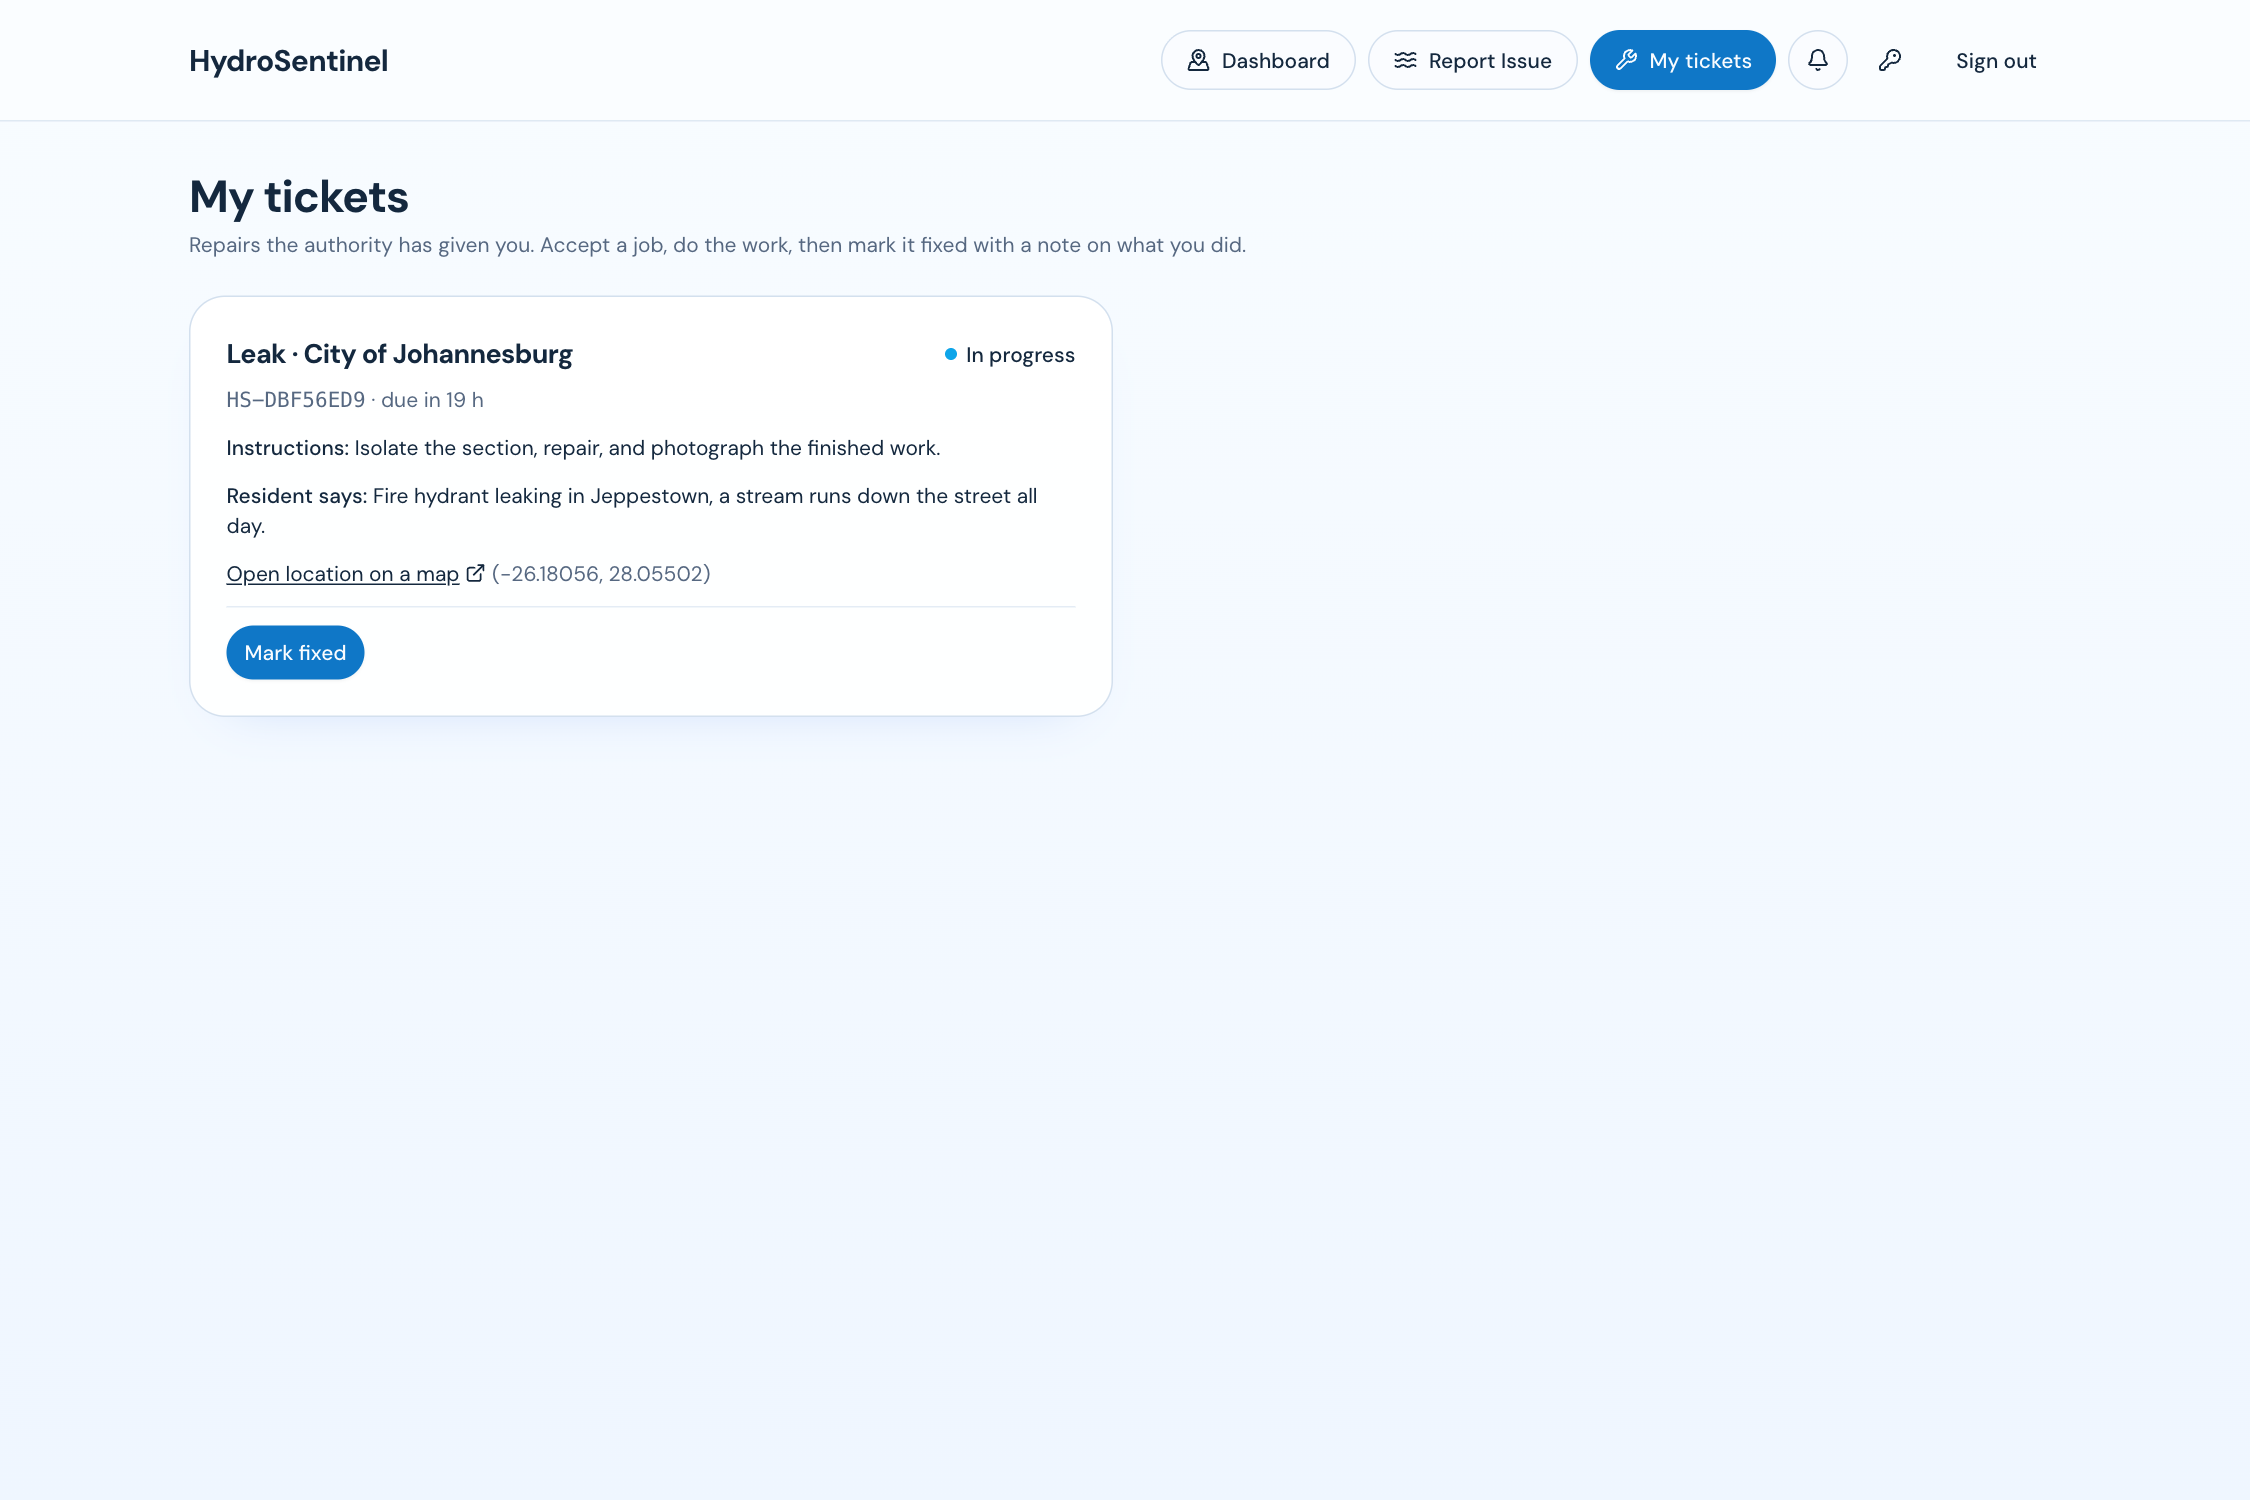 HydroSentinel
Dashboard
Report Issue
My tickets
Sign out
My tickets
Repairs the authority has given you. Accept a job, do the work, then mark it fixed with a note on what you did.
Leak · City of Johannesburg
In progress
HS–DBF56ED9 · due in 19 h
Instructions: Isolate the section, repair, and photograph the finished work.
Resident says: Fire hydrant leaking in Jeppestown, a stream runs down the street all
day.
Open location on a map (-26.18056, 28.05502)
Mark fixed